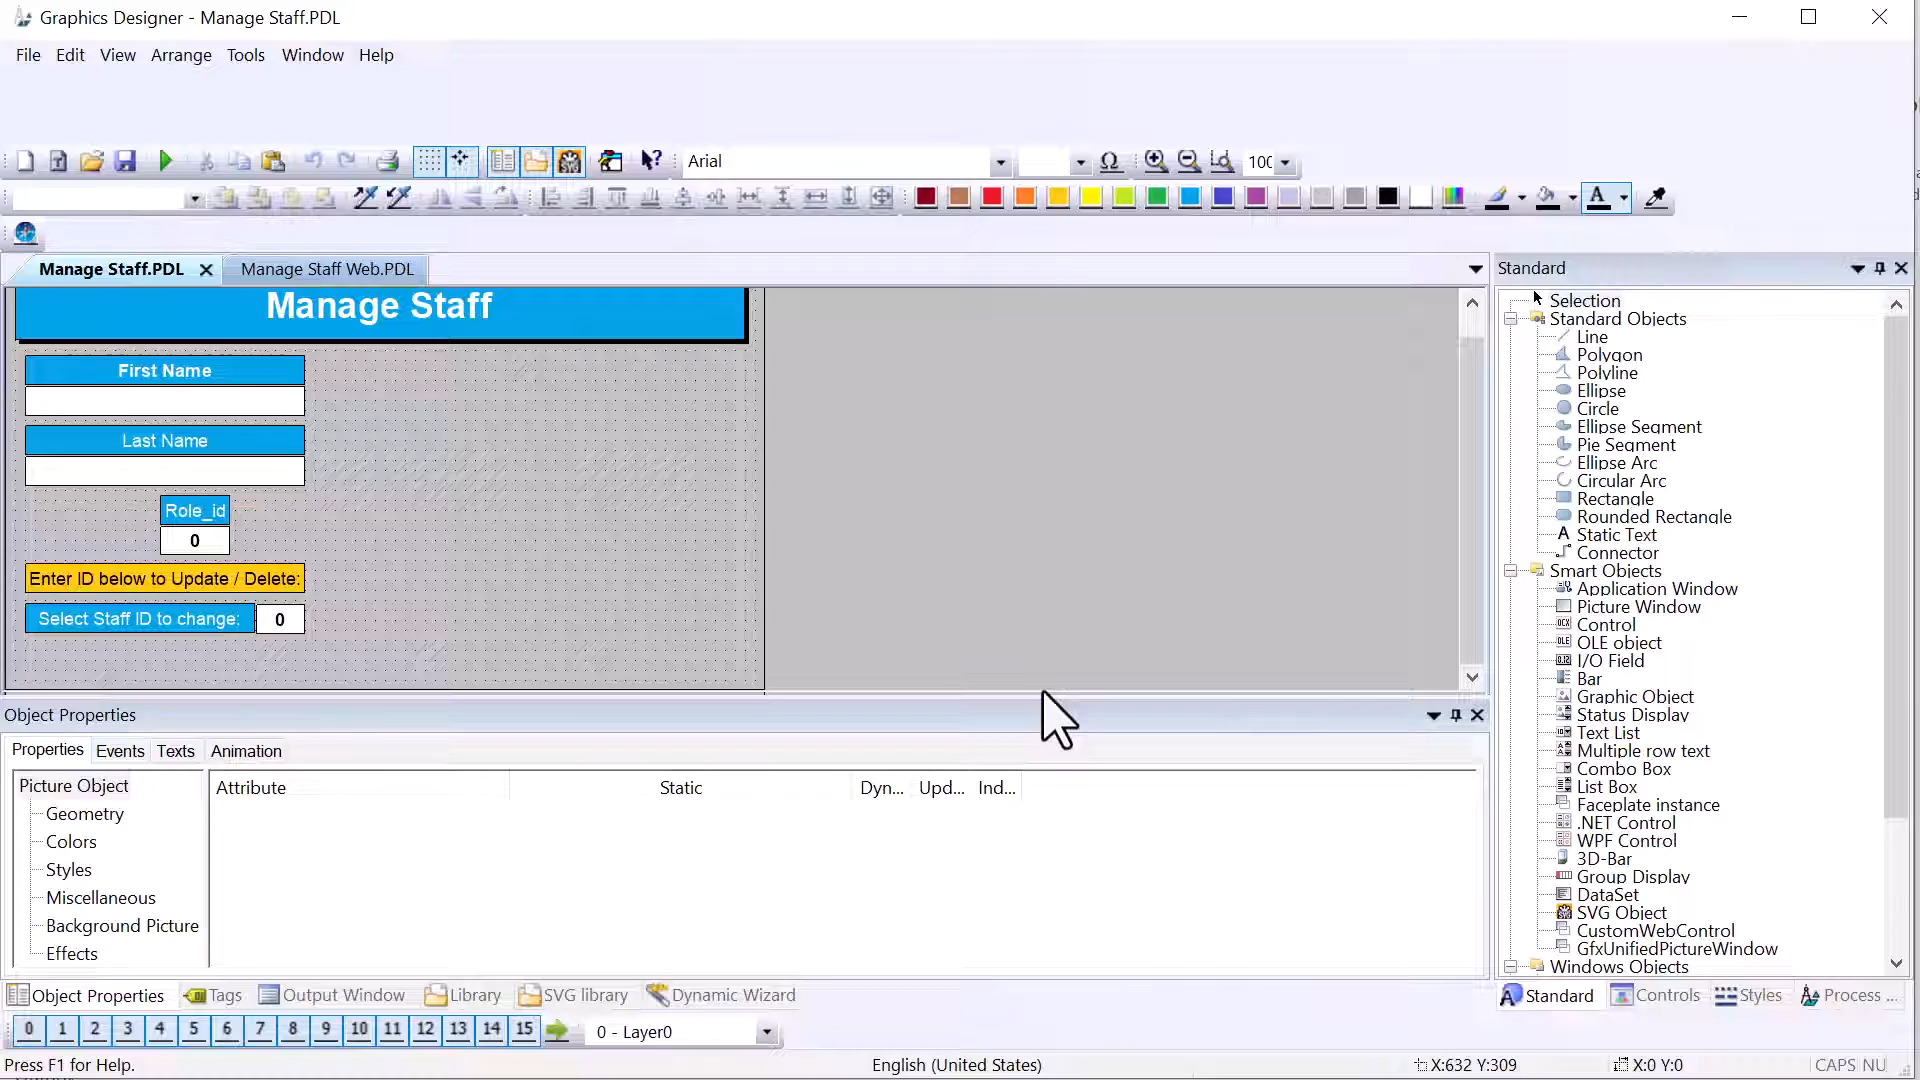 Graphics Designer - Manage Staff.PDL
File Edit View Arrange Tools Window Help
Arial
100
Manage Staff.PDL
Manage Staff Web.PDL
Manage Staff
First Name
Last Name
Role_id
0
Enter ID below to Update / Delete:
Select Staff ID to change:
0
Standard
Selection
Standard Objects
Line
Polygon
Polyline
Ellipse
Circle
Ellipse Segment
Pie Segment
Ellipse Arc
Circular Arc
Rectangle
Rounded Rectangle
Static Text
Connector
Smart Objects
Application Window
Picture Window
Control
OLE object
I/O Field
Bar
Graphic Object
Status Display
Text List
Multiple row text
Combo Box
List Box
Faceplate instance
.NET Control
WPF Control
3D-Bar
Group Display
DataSet
SVG Object
CustomWebControl
GfxUnifiedPictureWindow
Windows Objects
Object Properties
Properties Events Texts Animation
Picture Object
Geometry
Colors
Styles
Miscellaneous
Background Picture
Effects
Attribute Static Dyn... Upd... Ind...
Object Properties Tags Output Window Library SVG library Dynamic Wizard
Standard Controls Styles Process ...
0 1 2 3 4 5 6 7 8 9 10 11 12 13 14 15
0 - Layer0
Press F1 for Help.
English (United States)
X:632 Y:309
X:0 Y:0
CAPS NU